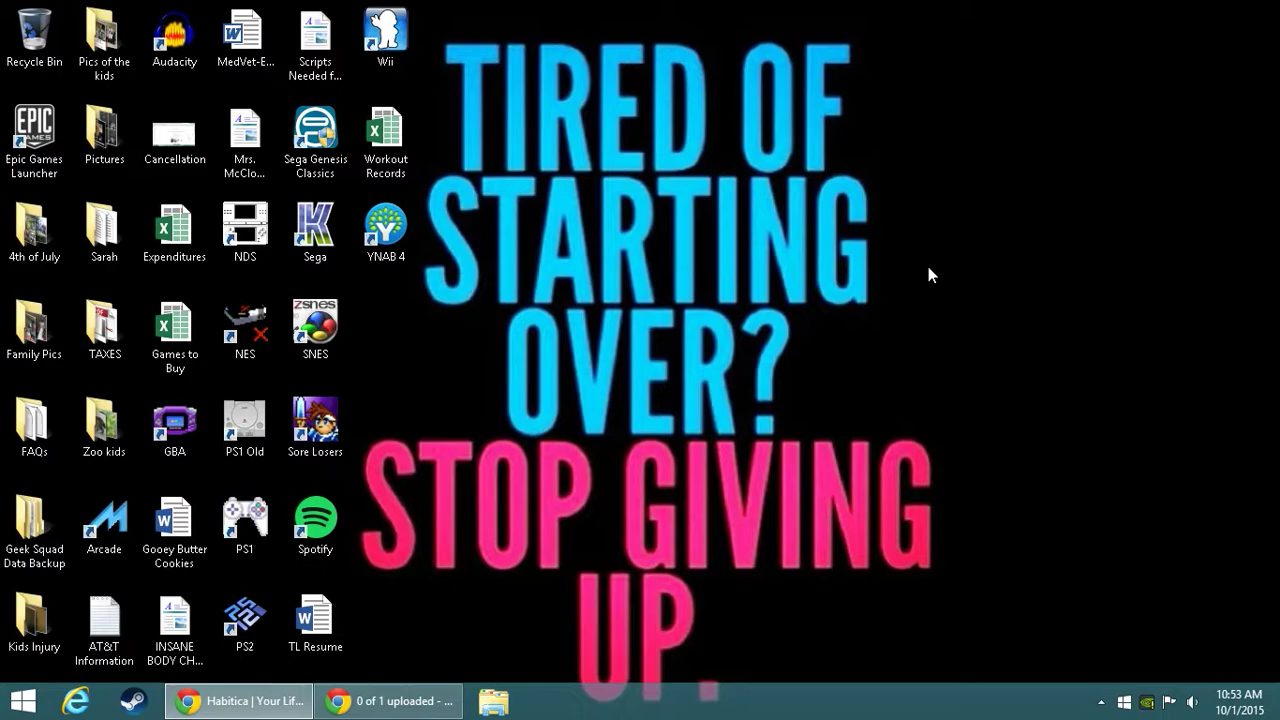 TIRED OF
STARTING
OVER?
STOP GIVING
UP.
Recycle Bin
Pics of the
kids
Audacity
MedVet-E...
Scripts
Needed f...
Wii
EPIC
GAMES
Epic Games
Launcher
Pictures
Cancellation
Mrs.
McClo...
Sega Genesis
Classics
Workout
Records
4th of July
Sarah
Expenditures
NDS
Sega
YNAB 4
Family Pics
TAXES
Games to
Buy
NES
zsnes
SNES
FAQs
Zoo kids
GBA
PS1 Old
Sore Losers
Geek Squad
Data Backup
Arcade
Gooey Butter
Cookies
PS1
Spotify
Kids Injury
AT&T
Information
INSANE
BODY CH...
PS2
TL Resume
Habitica | Your Lif...
0 of 1 uploaded - ...
10:53 AM
10/1/2015